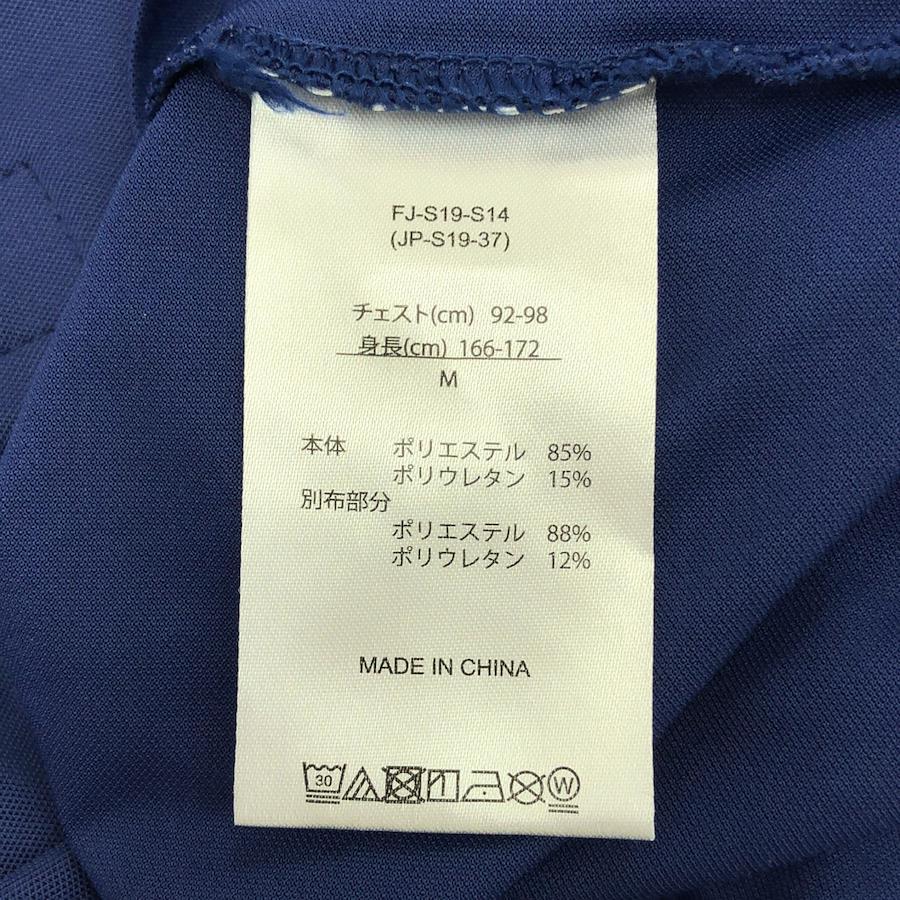 FJ-S19-S14
(JP-S19-37)
チェスト(cm) 92-98
身長(cm) 166-172
M
本体 ポリエステル 85%
ポリウレタン 15%
別布部分
ポリエステル 88%
ポリウレタン 12%
MADE IN CHINA
30
W